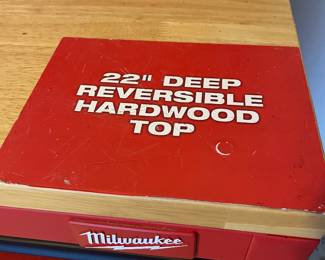 22" DEEP
REVERSIBLE
HARDWOOD
TOP
Milwaukee